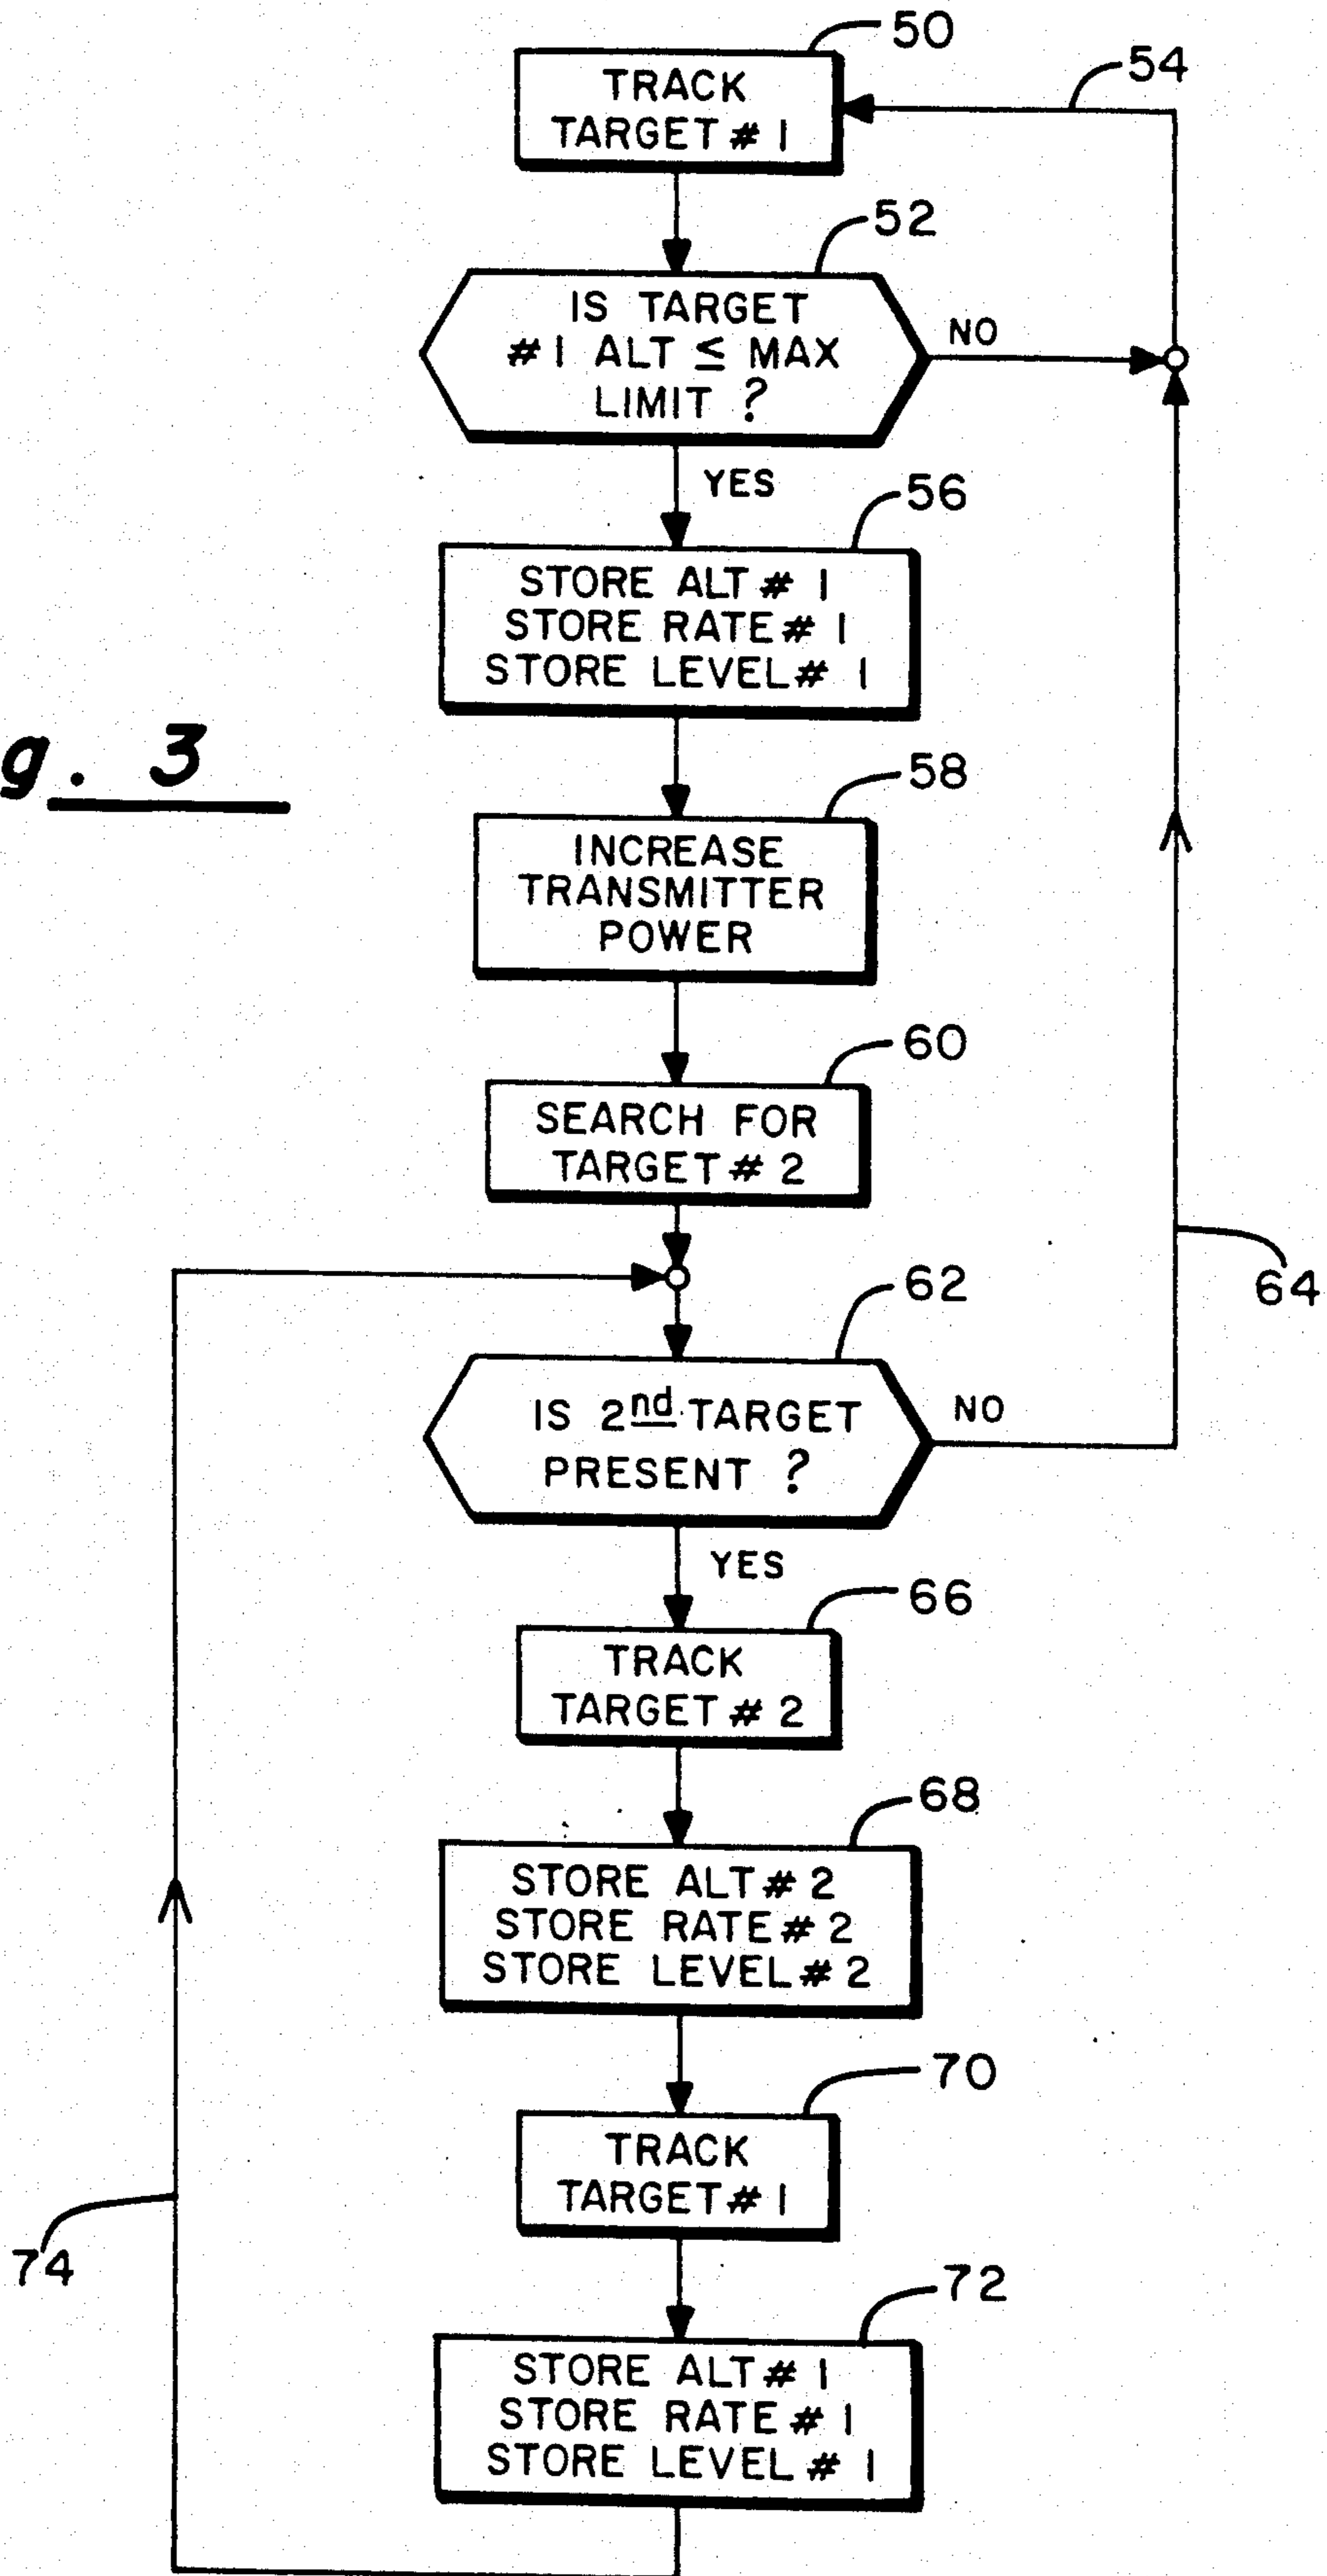 50
54
TRACK
TARGET # 1
52
IS TARGET
# 1 ALT ≤ MAX
LIMIT ?
NO
YES
56
STORE ALT # 1
STORE RATE # 1
STORE LEVEL # 1
g. 3
58
INCREASE
TRANSMITTER
POWER
60
SEARCH FOR
TARGET # 2
64
62
IS 2nd TARGET
PRESENT ?
NO
YES
66
TRACK
TARGET # 2
68
STORE ALT # 2
STORE RATE # 2
STORE LEVEL # 2
70
TRACK
TARGET # 1
74
72
STORE ALT # 1
STORE RATE # 1
STORE LEVEL # 1